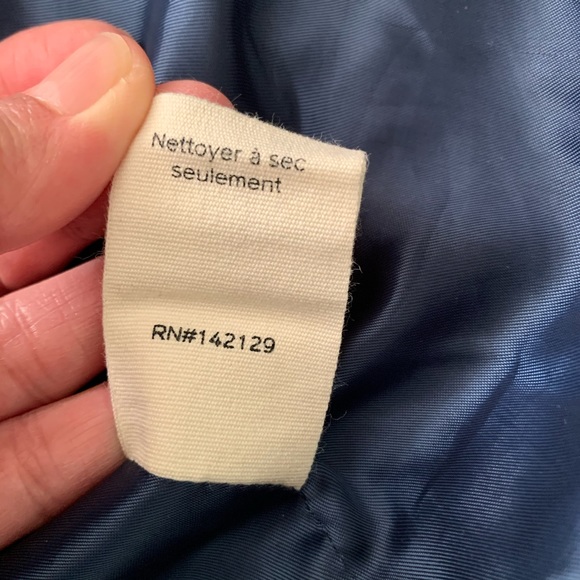 Nettoyer à sec
seulement
RN#142129